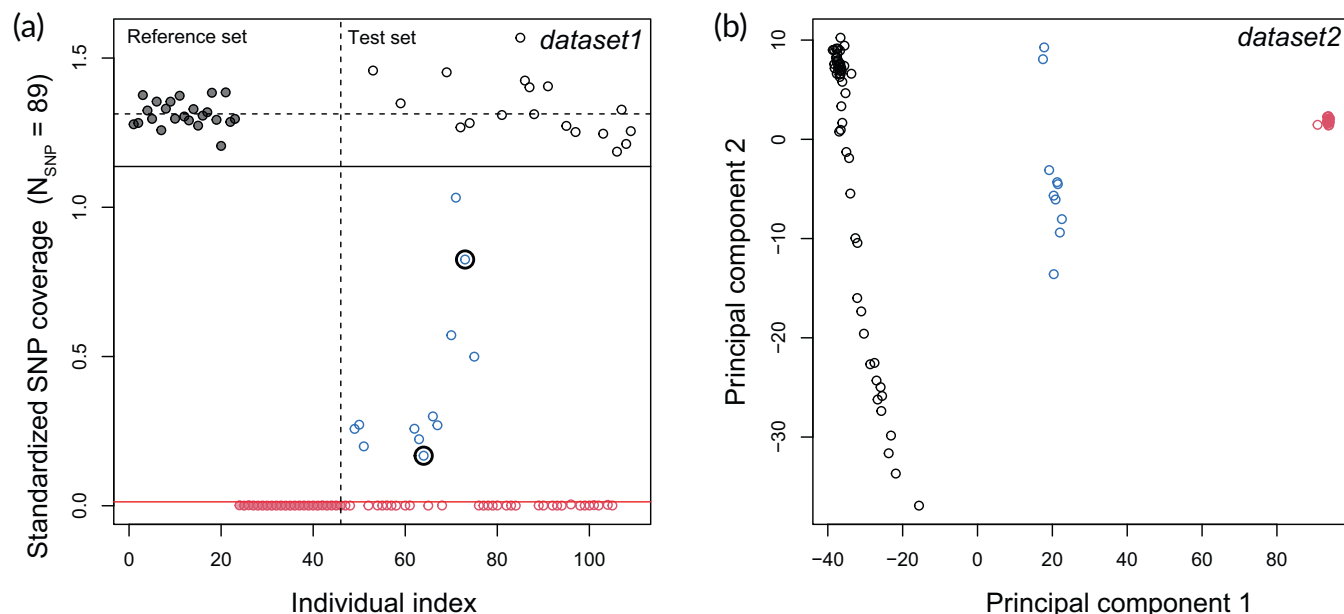 (a)
Reference set
Test set
dataset1
Standardized SNP coverage (N_SNP = 89)
1.5
1.0
0.5
0.0
0
20
40
60
80
100
Individual index
(b)
dataset2
Principal component 2
10
0
−10
−20
−30
−40
−20
0
20
40
60
80
Principal component 1